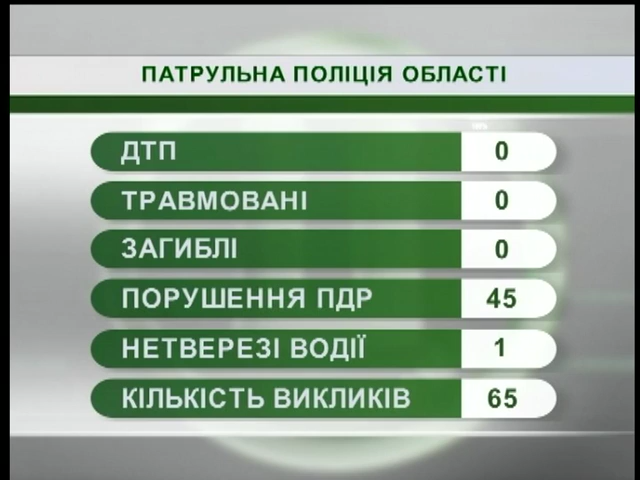 ПАТРУЛЬНА ПОЛІЦІЯ ОБЛАСТІ
ДТП 0
ТРАВМОВАНІ 0
ЗАГИБЛІ 0
ПОРУШЕННЯ ПДР 45
НЕТВЕРЕЗІ ВОДІЇ 1
КІЛЬКІСТЬ ВИКЛИКІВ 65